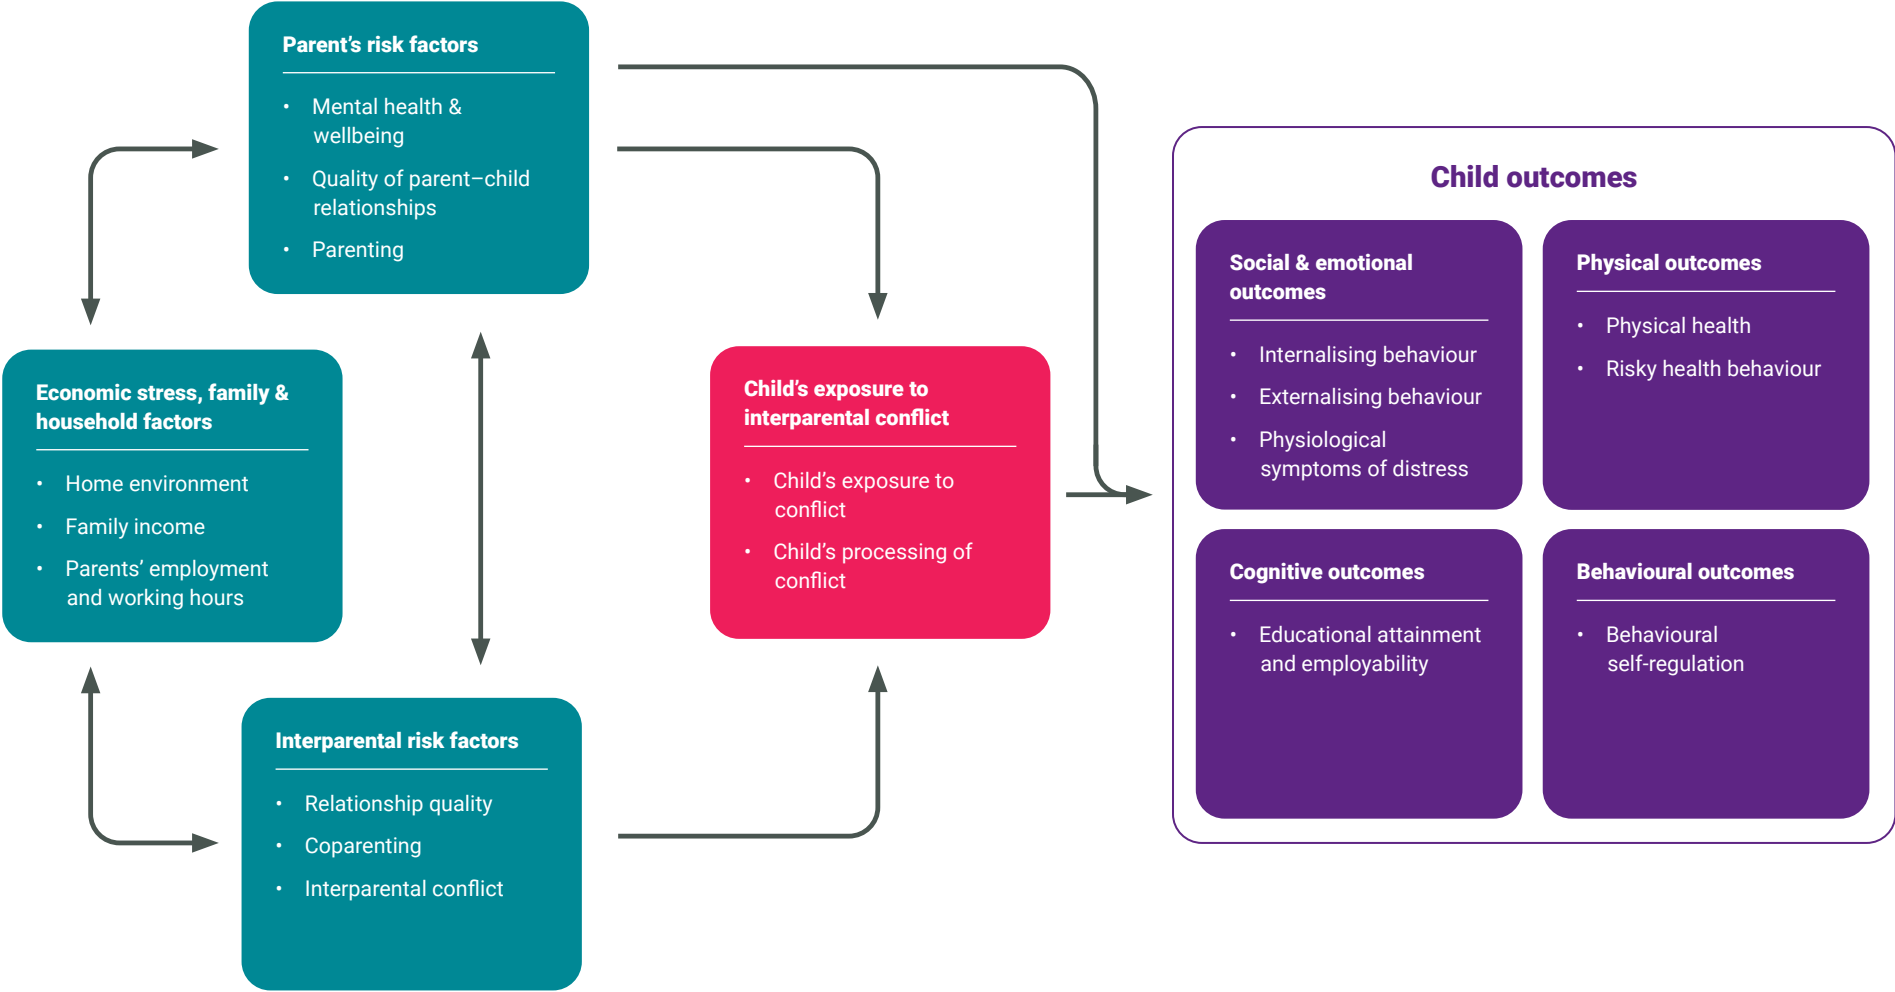 Parent’s risk factors
• Mental health &
wellbeing
• Quality of parent–child
relationships
• Parenting
Economic stress, family &
household factors
• Home environment
• Family income
• Parents’ employment
and working hours
Interparental risk factors
• Relationship quality
• Coparenting
• Interparental conflict
Child’s exposure to
interparental conflict
• Child’s exposure to
conflict
• Child’s processing of
conflict
Child outcomes
Social & emotional
outcomes
• Internalising behaviour
• Externalising behaviour
• Physiological
symptoms of distress
Physical outcomes
• Physical health
• Risky health behaviour
Cognitive outcomes
• Educational attainment
and employability
Behavioural outcomes
• Behavioural
self-regulation